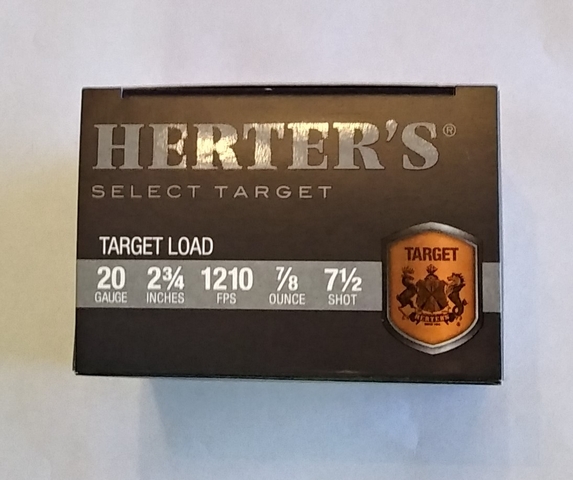 HERTER'S®
SELECT TARGET
TARGET LOAD
20 2¾ 1210 ⅞ 7½
GAUGE INCHES FPS OUNCE SHOT
TARGET
HERTER'S